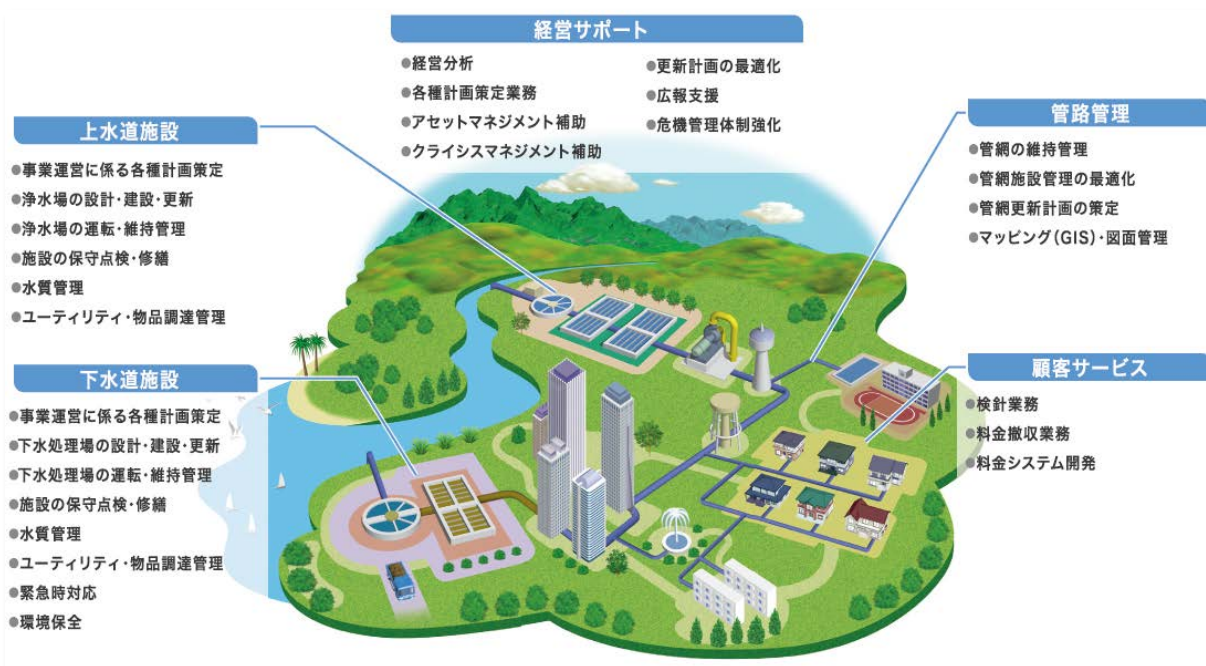 経営サポート
●経営分析
●各種計画策定業務
●アセットマネジメント補助
●クライシスマネジメント補助
●更新計画の最適化
●広報支援
●危機管理体制強化
上水道施設
●事業運営に係る各種計画策定
●浄水場の設計・建設・更新
●浄水場の運転・維持管理
●施設の保守点検・修繕
●水質管理
●ユーティリティ・物品調達管理
管路管理
●管網の維持管理
●管網施設管理の最適化
●管網更新計画の策定
●マッピング(GIS)・図面管理
下水道施設
●事業運営に係る各種計画策定
●下水処理場の設計・建設・更新
●下水処理場の運転・維持管理
●施設の保守点検・修繕
●水質管理
●ユーティリティ・物品調達管理
●緊急時対応
●環境保全
顧客サービス
●検針業務
●料金撤収業務
●料金システム開発